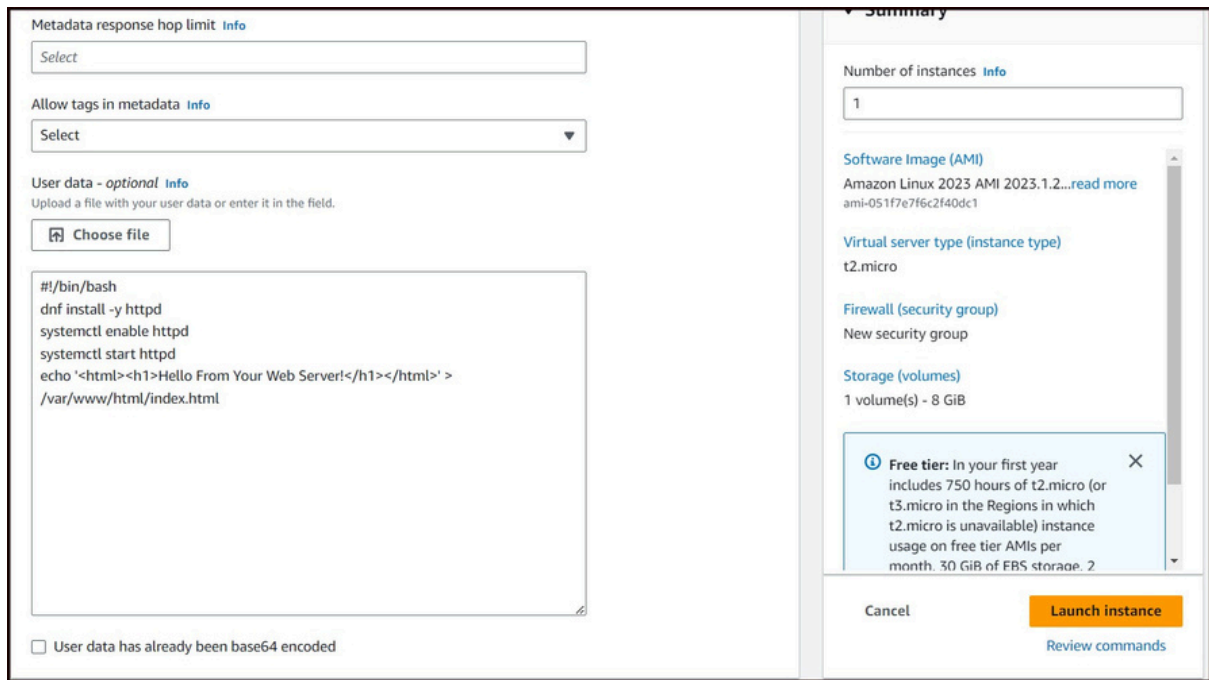 Metadata response hop limit Info
Select
Allow tags in metadata Info
Select
User data - optional Info
Upload a file with your user data or enter it in the field.
Choose file
#!/bin/bash
dnf install -y httpd
systemctl enable httpd
systemctl start httpd
echo '<html><h1>Hello From Your Web Server!</h1></html>' >
/var/www/html/index.html
User data has already been base64 encoded
Summary
Number of instances Info
1
Software Image (AMI)
Amazon Linux 2023 AMI 2023.1.2...read more
ami-051f7e7f6c2f40dc1
Virtual server type (instance type)
t2.micro
Firewall (security group)
New security group
Storage (volumes)
1 volume(s) - 8 GiB
Free tier: In your first year
includes 750 hours of t2.micro (or
t3.micro in the Regions in which
t2.micro is unavailable) instance
usage on free tier AMIs per
month, 30 GiB of EBS storage, 2
Cancel
Launch instance
Review commands